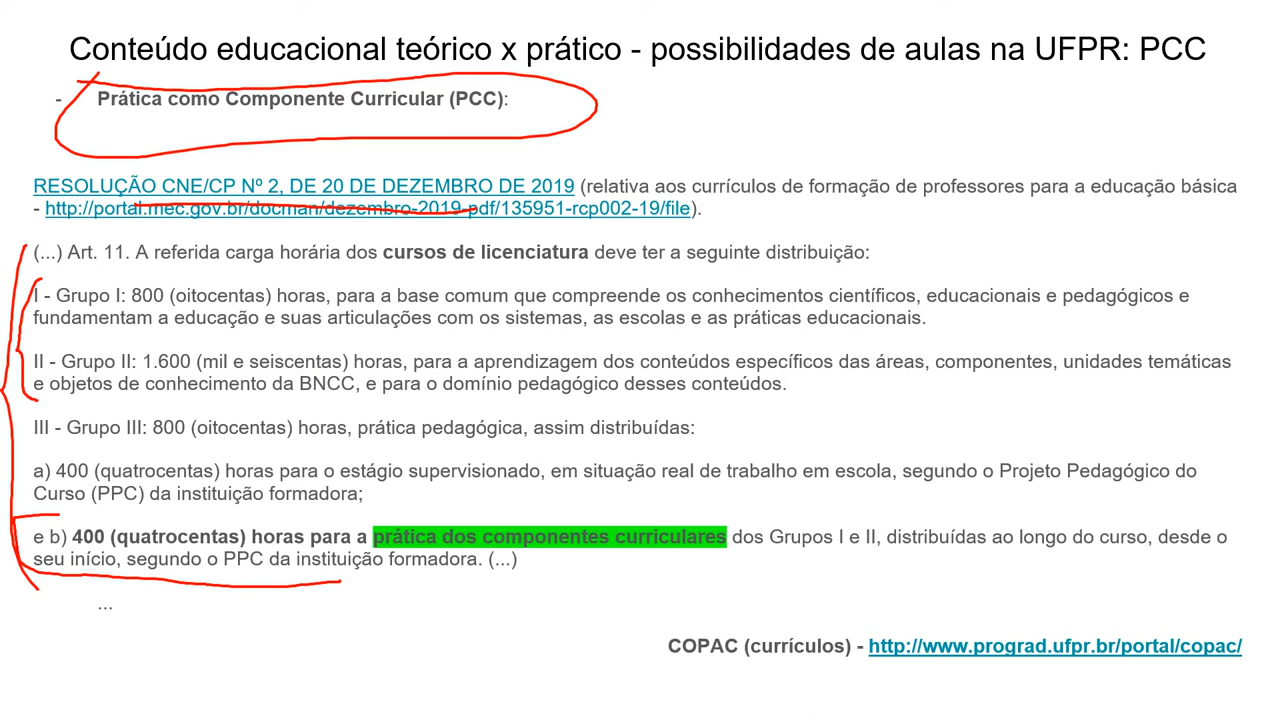 Conteúdo educacional teórico x prático - possibilidades de aulas na UFPR: PCC
- Prática como Componente Curricular (PCC):
RESOLUÇÃO CNE/CP Nº 2, DE 20 DE DEZEMBRO DE 2019 (relativa aos currículos de formação de professores para a educação básica
- http://portal.mec.gov.br/docman/dezembro-2019-pdf/135951-rcp002-19/file).
(...) Art. 11. A referida carga horária dos cursos de licenciatura deve ter a seguinte distribuição:
I - Grupo I: 800 (oitocentas) horas, para a base comum que compreende os conhecimentos científicos, educacionais e pedagógicos e
fundamentam a educação e suas articulações com os sistemas, as escolas e as práticas educacionais.
II - Grupo II: 1.600 (mil e seiscentas) horas, para a aprendizagem dos conteúdos específicos das áreas, componentes, unidades temáticas
e objetos de conhecimento da BNCC, e para o domínio pedagógico desses conteúdos.
III - Grupo III: 800 (oitocentas) horas, prática pedagógica, assim distribuídas:
a) 400 (quatrocentas) horas para o estágio supervisionado, em situação real de trabalho em escola, segundo o Projeto Pedagógico do
Curso (PPC) da instituição formadora;
e b) 400 (quatrocentas) horas para a prática dos componentes curriculares dos Grupos I e II, distribuídas ao longo do curso, desde o
seu início, segundo o PPC da instituição formadora. (...)
...
COPAC (currículos) - http://www.prograd.ufpr.br/portal/copac/